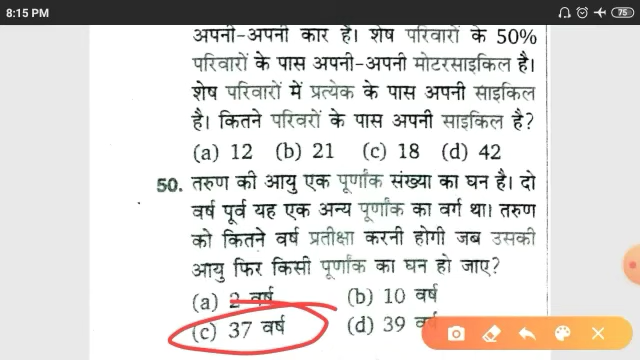 8:15 PM 75
अपनी-अपनी कार है। शेष परिवारों के 50%
परिवारों के पास अपनी-अपनी मोटरसाइकिल है।
शेष परिवारों में प्रत्येक के पास अपनी साइकिल
है। कितने परिवरों के पास अपनी साइकिल है?
(a) 12 (b) 21 (c) 18 (d) 42
50. तरुण की आयु एक पूर्णांक संख्या का घन है। दो
वर्ष पूर्व यह एक अन्य पूर्णांक का वर्ग था। तरुण
को कितने वर्ष प्रतीक्षा करनी होगी जब उसकी
आयु फिर किसी पूर्णांक का घन हो जाए?
(a) 2 वर्ष (b) 10 वर्ष
(c) 37 वर्ष (d) 39 वर्ष